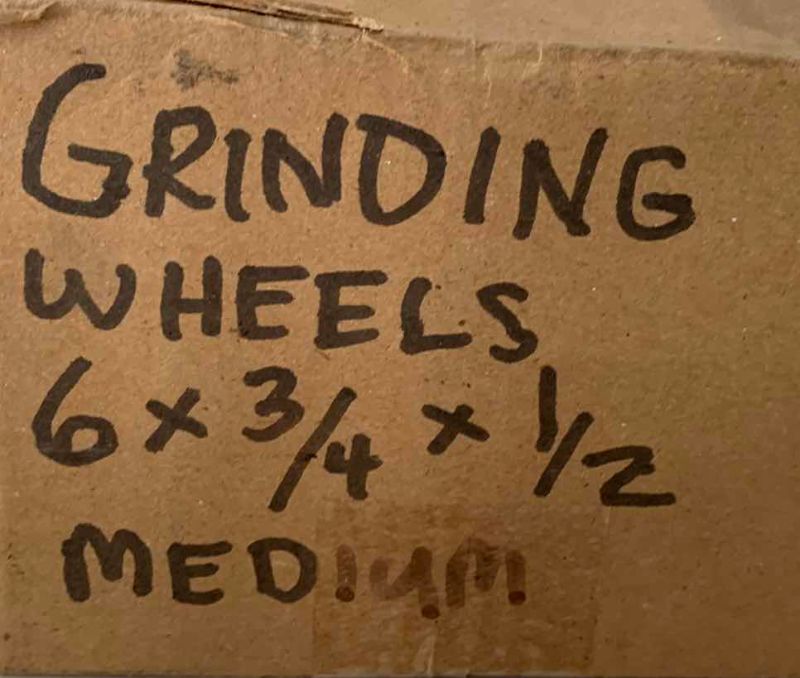 GRINDING
WHEELS
6 x 3/4 x 1/2
MEDIUM